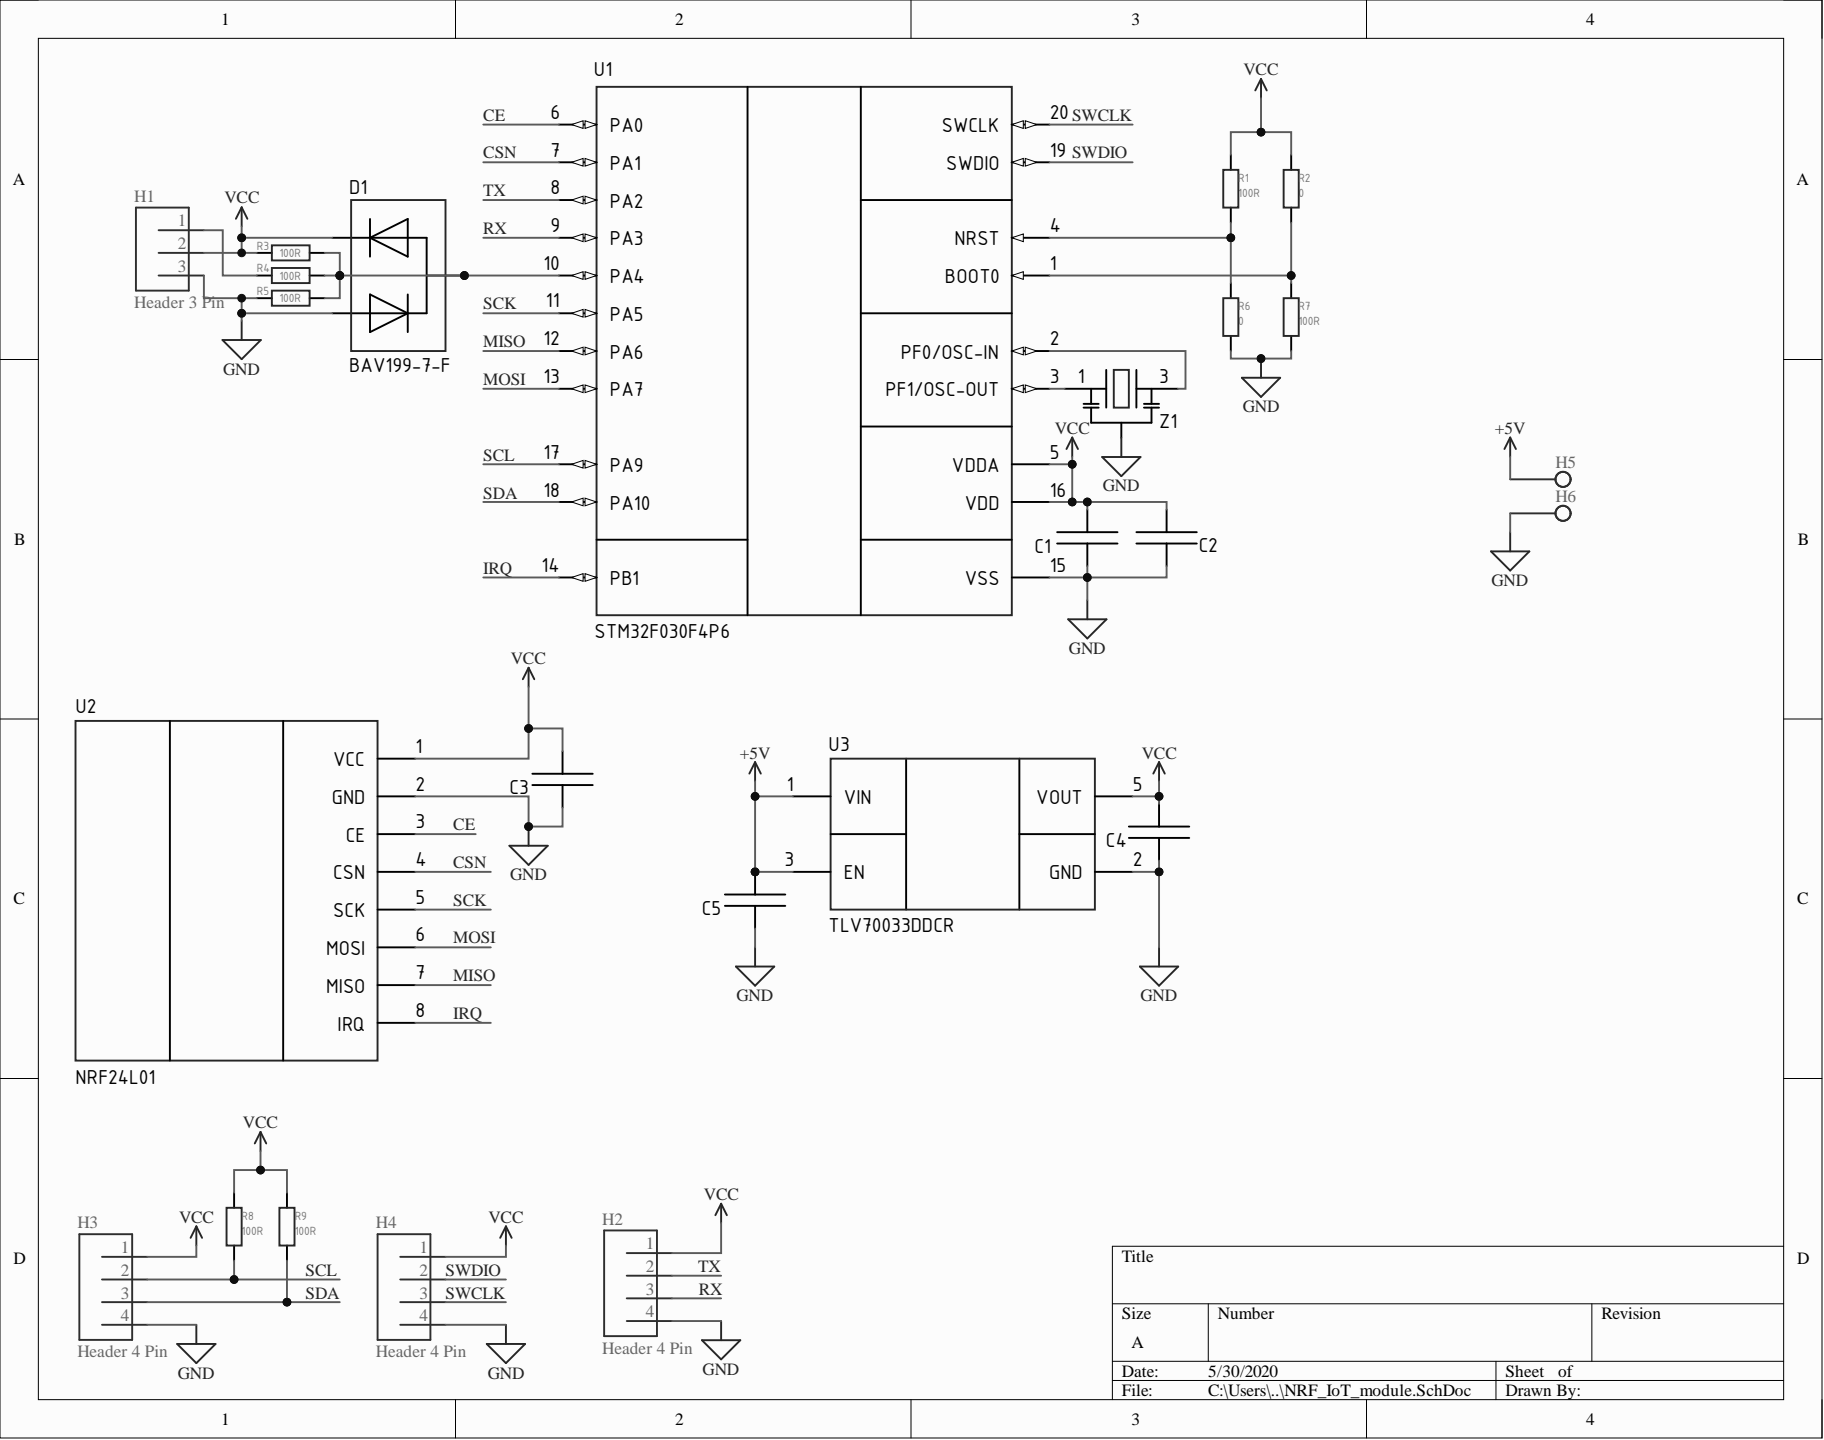 1 2 3 4
A A
B B
C C
D D
1 2 3 4
U1
CE 6 PA0
CSN 7 PA1
TX 8 PA2
RX 9 PA3
10 PA4
SCK 11 PA5
MISO 12 PA6
MOSI 13 PA7
SCL 17 PA9
SDA 18 PA10
IRQ 14 PB1
SWCLK 20 SWCLK
SWDIO 19 SWDIO
NRST 4
BOOT0 1
PF0/OSC-IN 2
PF1/OSC-OUT 3
VDDA 5
VDD 16
VSS 15
STM32F030F4P6
H1
1
2
3
Header 3 Pin
VCC
R3 100R
R4 100R
R5 100R
GND
D1
BAV199-7-F
VCC
R1
100R
R2
0
R6
0
R7
100R
GND
1 3
Z1
GND
VCC
C1 C2
GND
+5V
H5
H6
GND
U2
VCC 1
GND 2
CE 3 CE
CSN 4 CSN
SCK 5 SCK
MOSI 6 MOSI
MISO 7 MISO
IRQ 8 IRQ
NRF24L01
VCC
C3
GND
U3
+5V
1 VIN
3 EN
VOUT 5
GND 2
TLV70033DDCR
C5
GND
VCC
C4
GND
VCC
R8
100R
R9
100R
H3
VCC
1
2 SCL
3 SDA
4
Header 4 Pin
GND
H4
VCC
1
2 SWDIO
3 SWCLK
4
Header 4 Pin
GND
H2
VCC
1
2 TX
3 RX
4
Header 4 Pin
GND
Title
Size Number Revision
A
Date: 5/30/2020 Sheet of
File: C:\Users\..\NRF_IoT_module.SchDoc Drawn By: